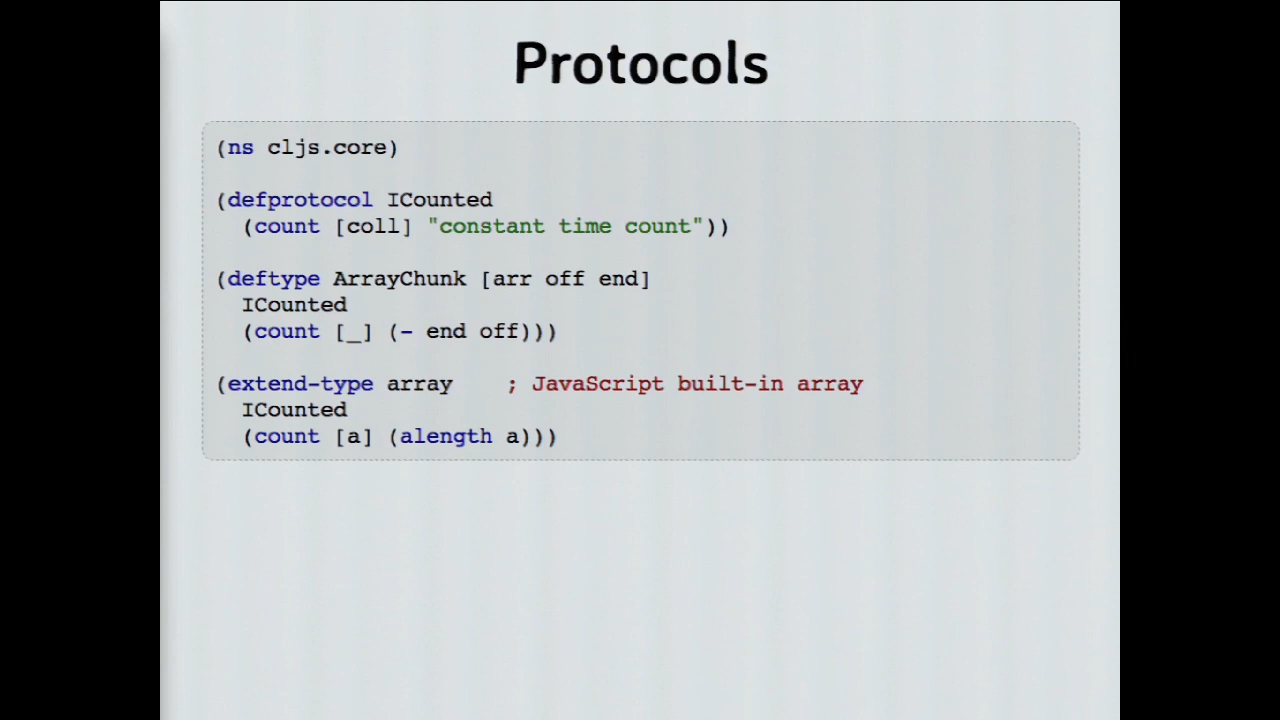 Protocols
(ns cljs.core)
(defprotocol ICounted
  (count [coll] "constant time count"))
(deftype ArrayChunk [arr off end]
  ICounted
  (count [_] (- end off)))
(extend-type array    ; JavaScript built-in array
  ICounted
  (count [a] (alength a)))